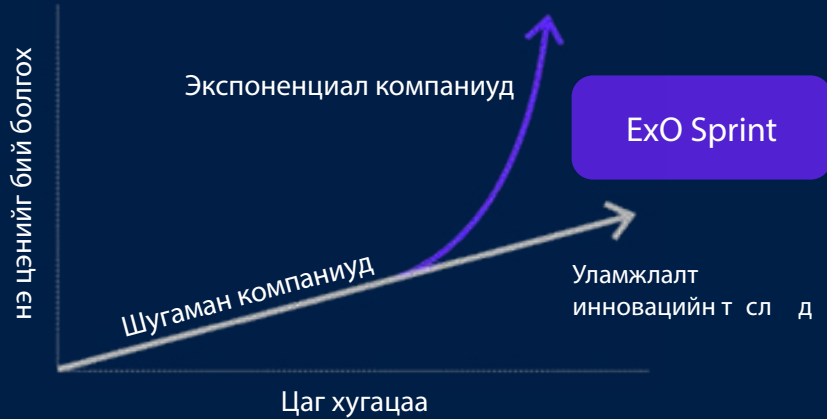 нэ цэнийг бий болгох
Экспоненциал компаниуд
ExO Sprint
Шугаман компаниуд
Уламжлалт
инновацийн т сл д
Цаг хугацаа